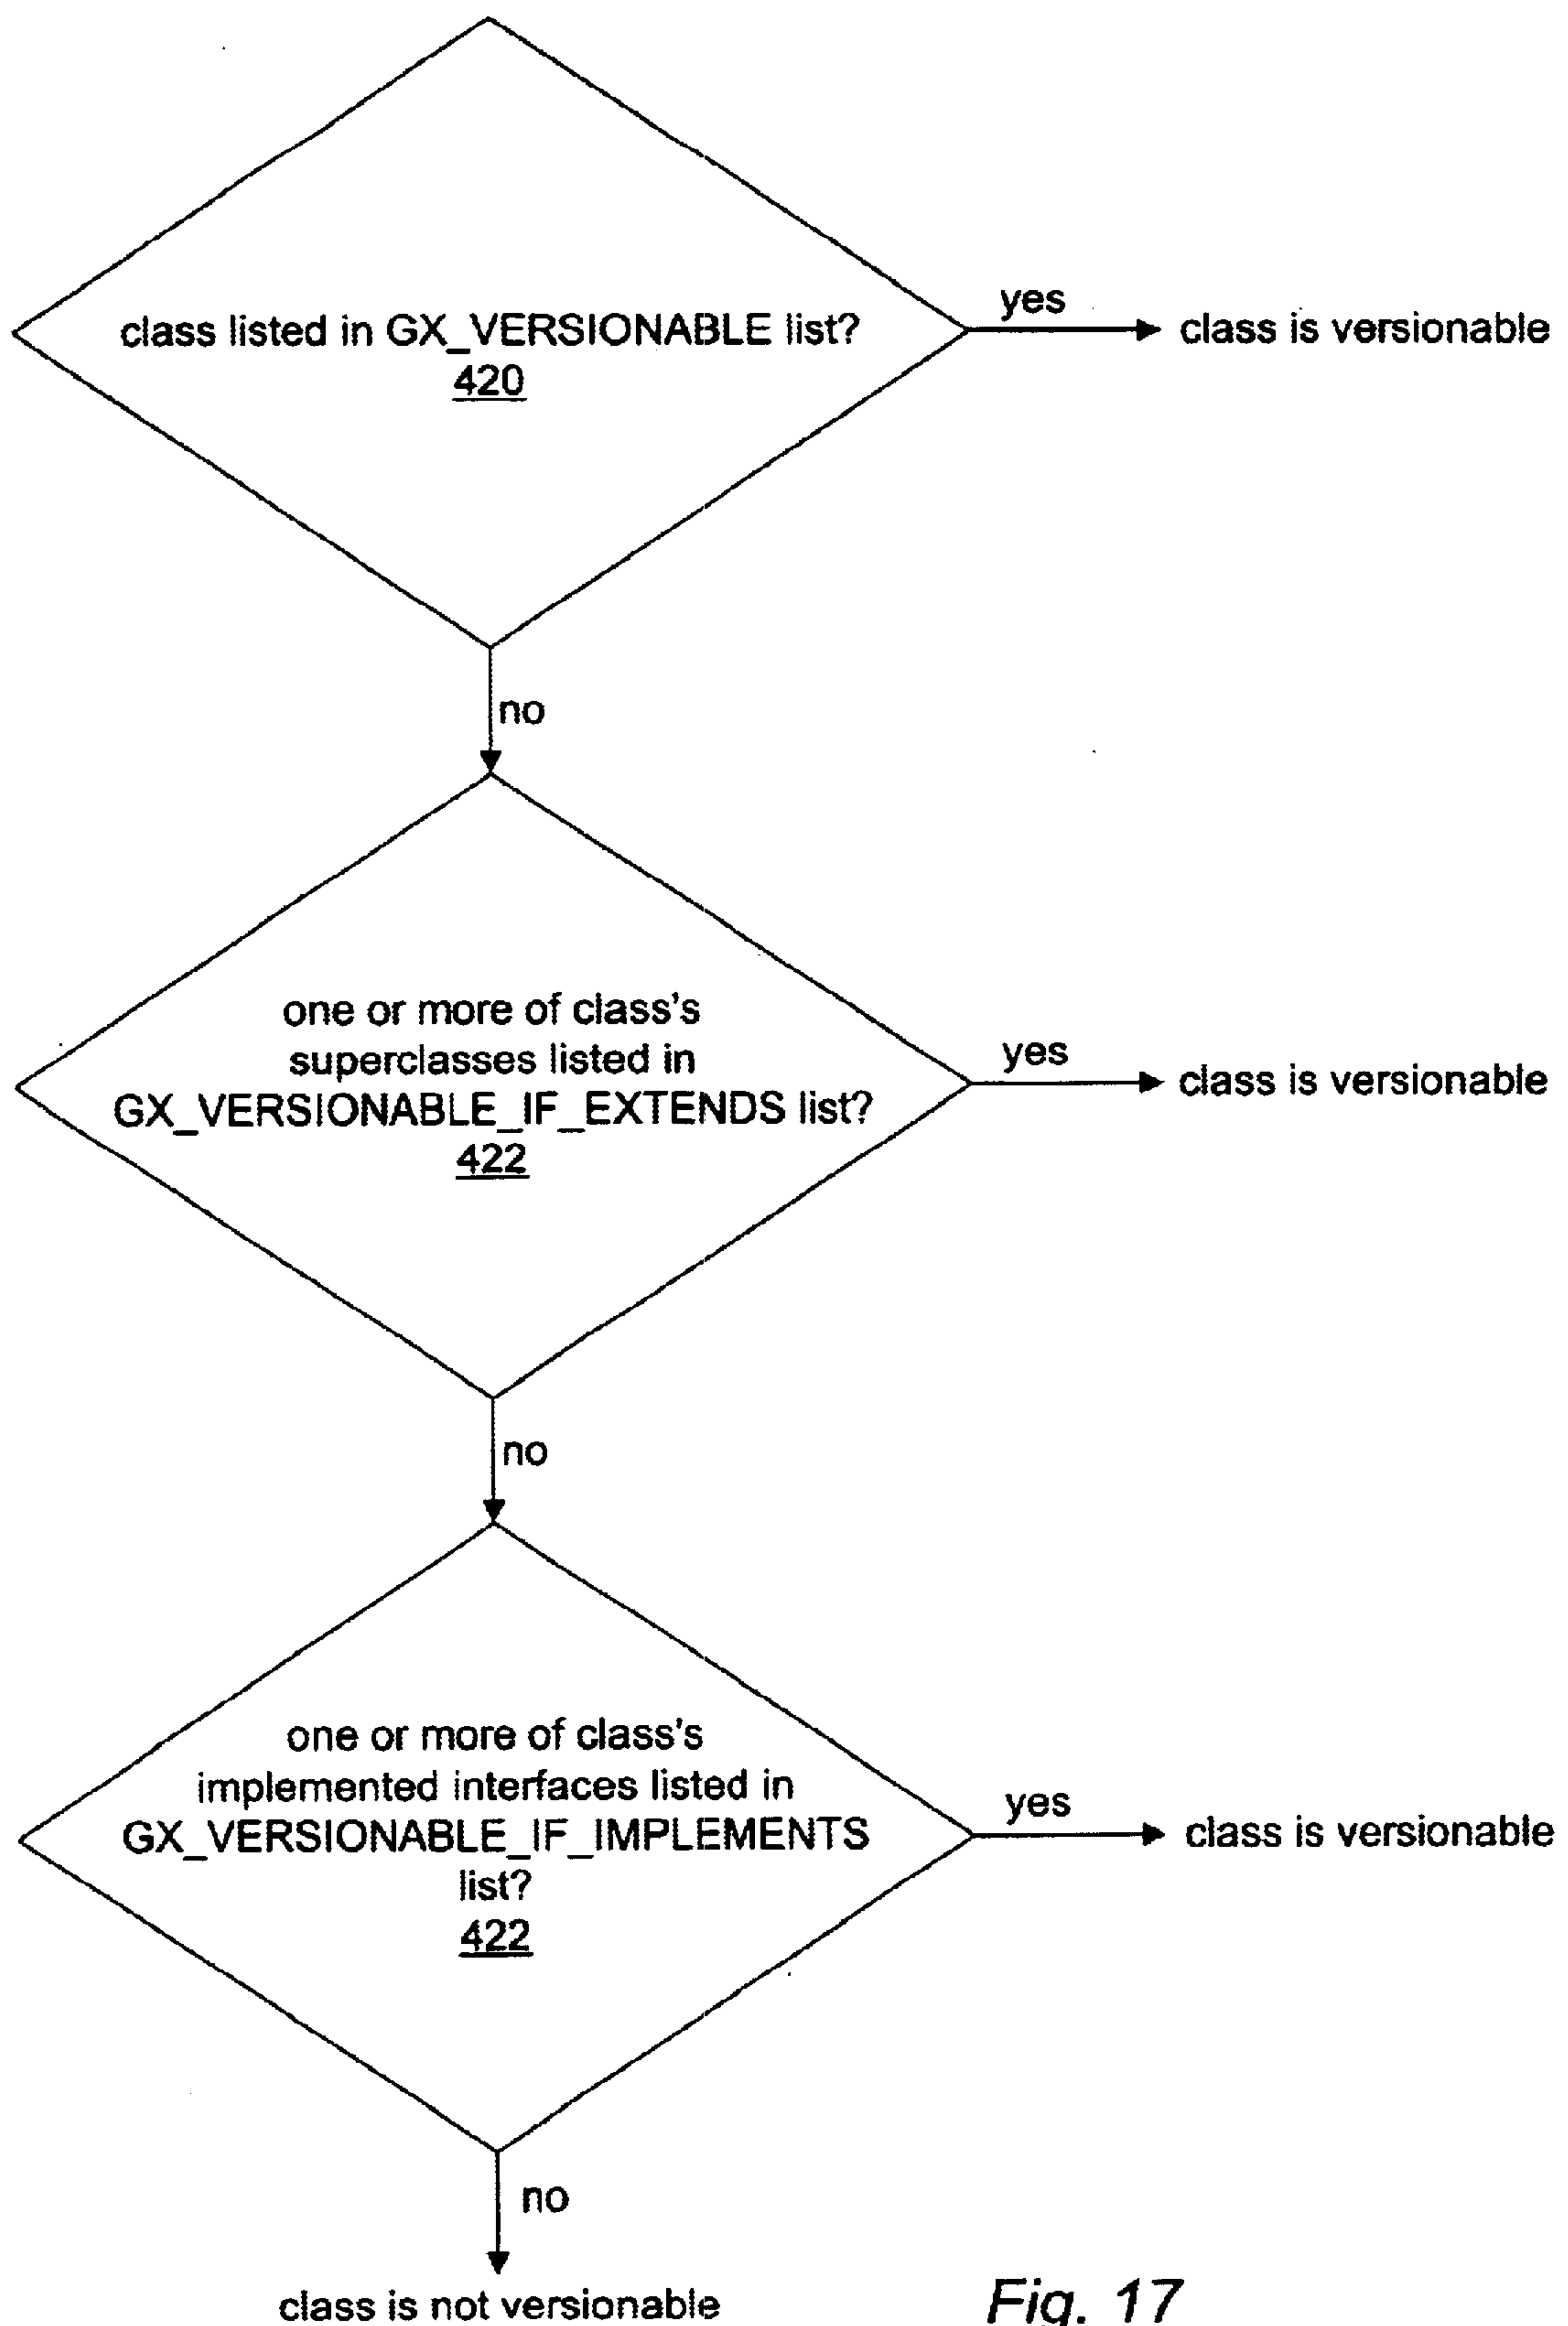 class listed in GX_VERSIONABLE list?
420
yes
class is versionable
no
one or more of class's
superclasses listed in
GX_VERSIONABLE_IF_EXTENDS list?
422
yes
class is versionable
no
one or more of class's
implemented interfaces listed in
GX_VERSIONABLE_IF_IMPLEMENTS
list?
422
yes
class is versionable
no
class is not versionable
Fig. 17